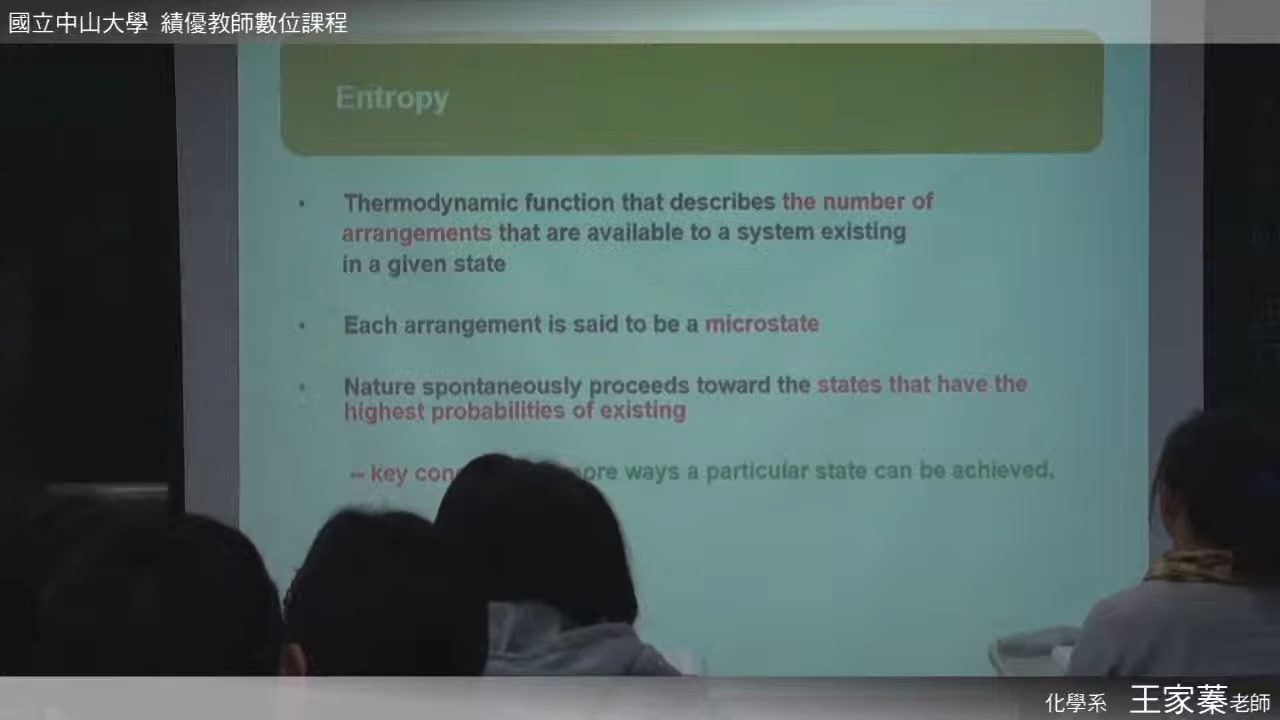 國立中山大學 績優教師數位課程
Entropy
• Thermodynamic function that describes the number of
arrangements that are available to a system existing
in a given state
• Each arrangement is said to be a microstate
• Nature spontaneously proceeds toward the states that have the
highest probabilities of existing
-- key ways a particular state can be achieved,
化學系 王家蓁老師